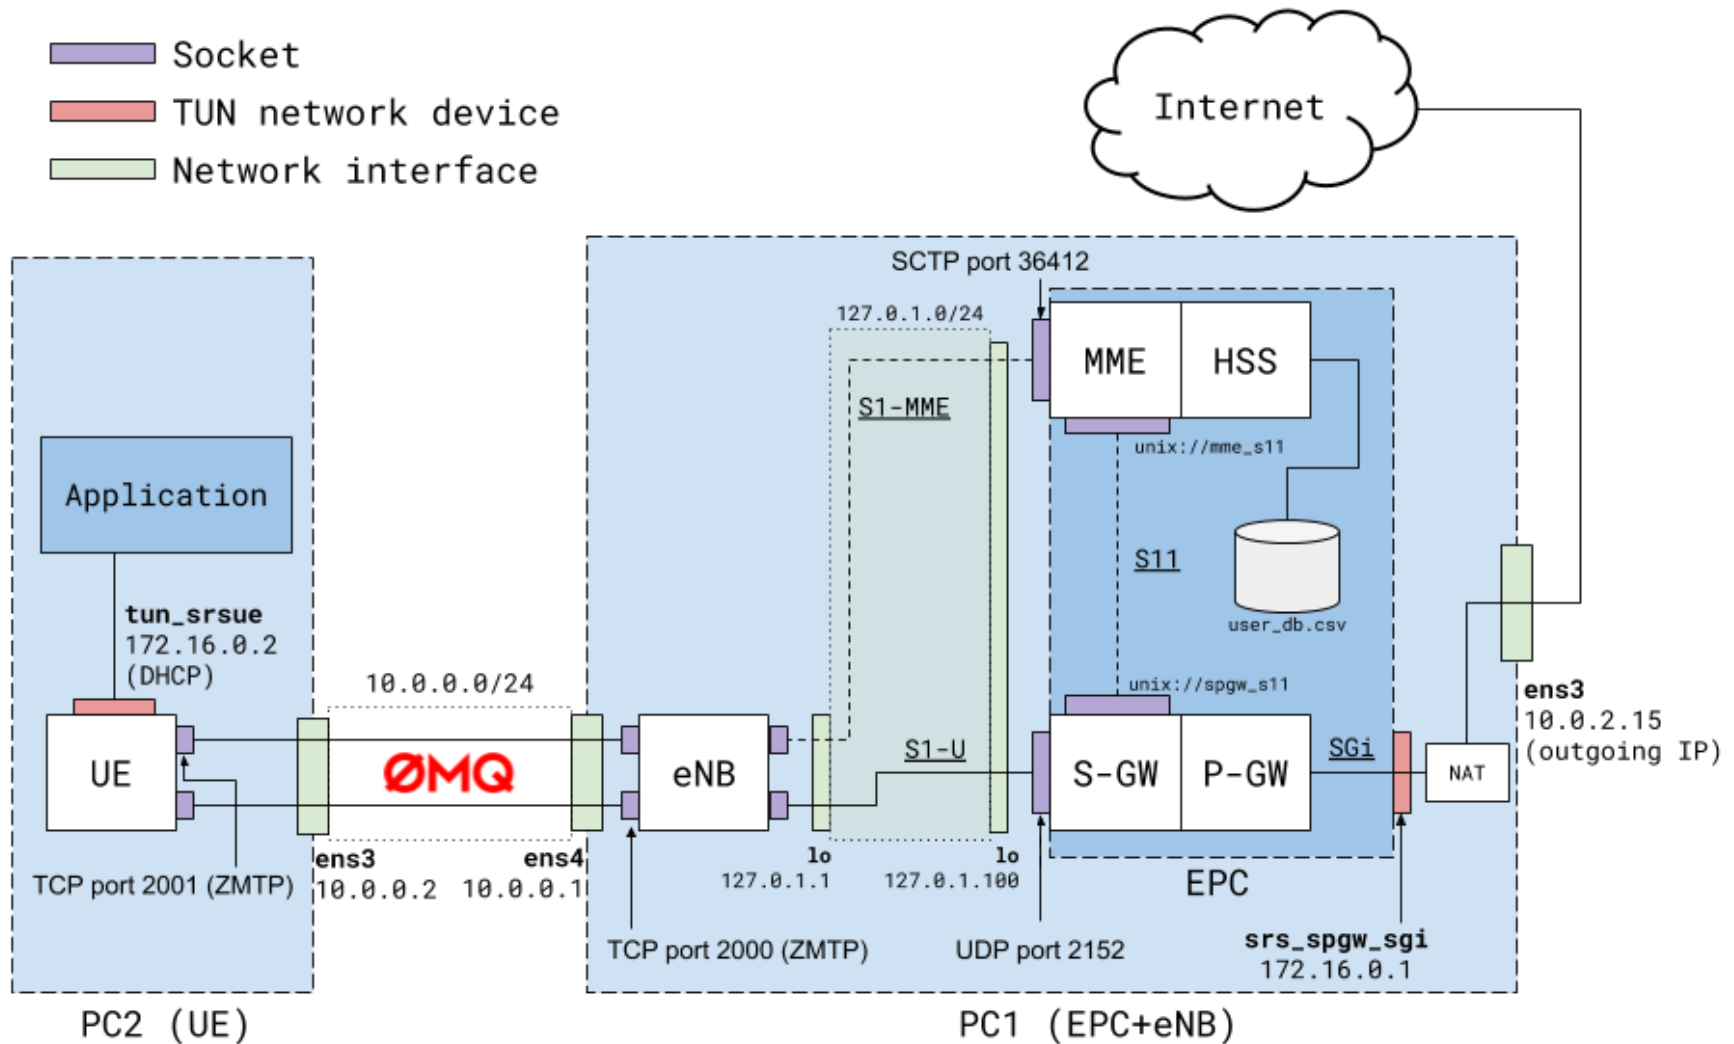 Socket
TUN network device
Network interface
Internet
SCTP port 36412
127.0.1.0/24
MME
HSS
S1-MME
unix://mme_s11
Application
S11
user_db.csv
tun_srsue
172.16.0.2
(DHCP)
10.0.0.0/24
unix://spgw_s11
ens3
10.0.2.15
(outgoing IP)
UE
ØMQ
eNB
S1-U
S-GW
P-GW
SGi
NAT
ens3
10.0.0.2
ens4
10.0.0.1
lo
127.0.1.1
lo
127.0.1.100
EPC
TCP port 2001 (ZMTP)
TCP port 2000 (ZMTP)
UDP port 2152
srs_spgw_sgi
172.16.0.1
PC2 (UE)
PC1 (EPC+eNB)